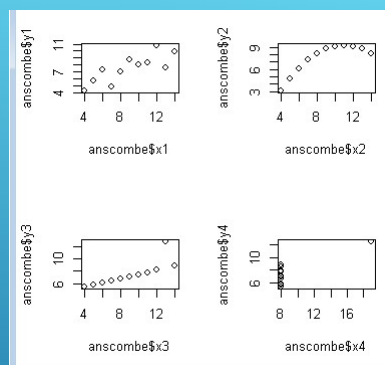 anscombe$y1
4 7 11
4 8 12
anscombe$x1
anscombe$y2
3 6 9
4 8 12
anscombe$x2
anscombe$y3
6 10
4 8 12
anscombe$x3
anscombe$y4
6 10
8 12 16
anscombe$x4